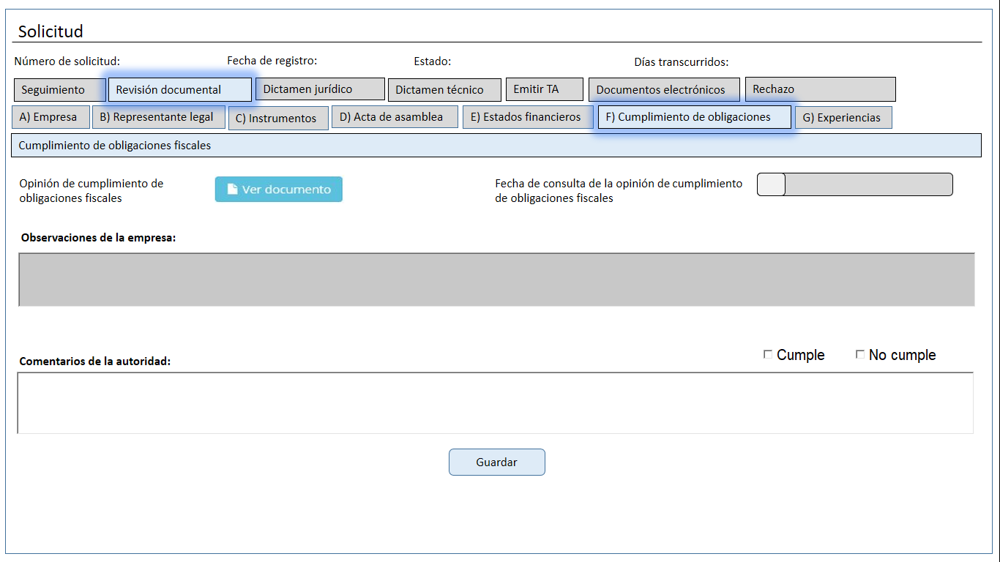 Solicitud
Número de solicitud: Fecha de registro: Estado: Días transcurridos:
Seguimiento Revisión documental Dictamen jurídico Dictamen técnico Emitir TA Documentos electrónicos Rechazo
A) Empresa B) Representante legal C) Instrumentos D) Acta de asamblea E) Estados financieros F) Cumplimiento de obligaciones G) Experiencias
Cumplimiento de obligaciones fiscales
Opinión de cumplimiento de
obligaciones fiscales
Ver documento
Fecha de consulta de la opinión de cumplimiento
de obligaciones fiscales
Observaciones de la empresa:
Comentarios de la autoridad:
Cumple No cumple
Guardar